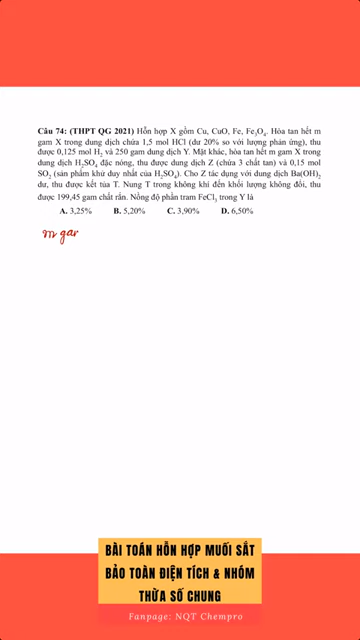 Câu 74: (THPT QG 2021) Hỗn hợp X gồm Cu, CuO, Fe, Fe₃O₄. Hòa tan hết m
gam X trong dung dịch chứa 1,5 mol HCl (dư 20% so với lượng phản ứng), thu
được 0,125 mol H₂ và 250 gam dung dịch Y. Mặt khác, hòa tan hết m gam X trong
dung dịch H₂SO₄ đặc nóng, thu được dung dịch Z (chứa 3 chất tan) và 0,15 mol
SO₂ (sản phẩm khử duy nhất của H₂SO₄). Cho Z tác dụng với dung dịch Ba(OH)₂
dư, thu được kết tủa T. Nung T trong không khí đến khối lượng không đổi, thu
được 199,45 gam chất rắn. Nồng độ phần tram FeCl₃ trong Y là
A. 3,25% B. 5,20% C. 3,90% D. 6,50%
m gar
BÀI TOÁN HỖN HỢP MUỐI SẮT
BẢO TOÀN ĐIỆN TÍCH & NHÓM
THỪA SỐ CHUNG
Fanpage: NQT Chempro